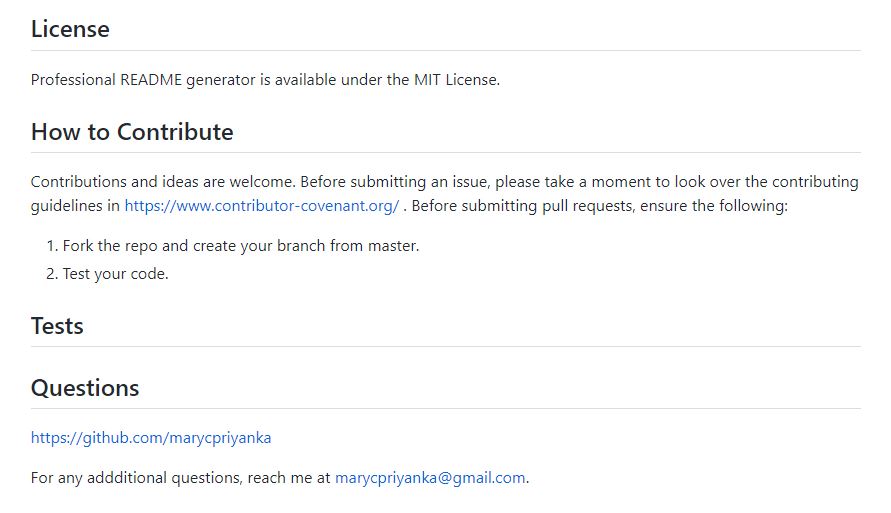 License
Professional README generator is available under the MIT License.
How to Contribute
Contributions and ideas are welcome. Before submitting an issue, please take a moment to look over the contributing
guidelines in https://www.contributor-covenant.org/ . Before submitting pull requests, ensure the following:
1. Fork the repo and create your branch from master.
2. Test your code.
Tests
Questions
https://github.com/marycpriyanka
For any addditional questions, reach me at marycpriyanka@gmail.com.